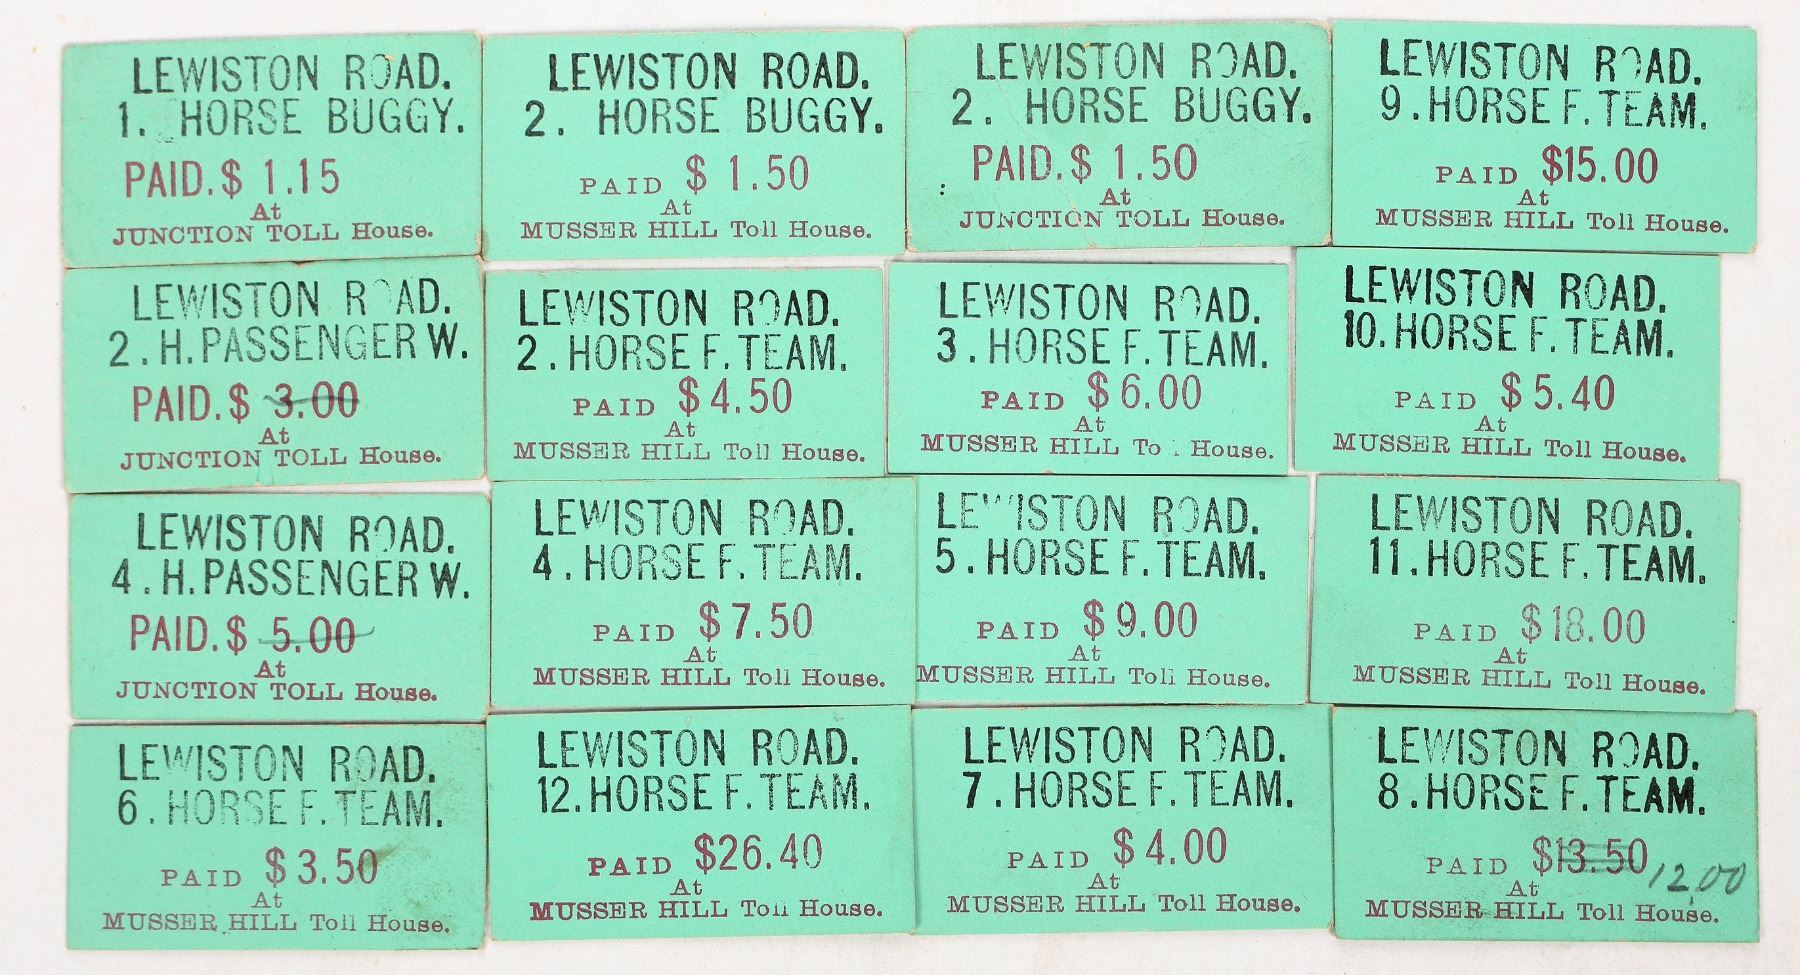 LEWISTON ROAD.
1. HORSE BUGGY.
PAID. $ 1.15
At
JUNCTION TOLL House.
LEWISTON ROAD.
2. HORSE BUGGY.
PAID $ 1.50
At
MUSSER HILL Toll House.
LEWISTON ROAD.
2. HORSE BUGGY.
PAID. $ 1.50
At
JUNCTION TOLL House.
LEWISTON ROAD.
9. HORSE F. TEAM.
PAID $15.00
At
MUSSER HILL Toll House.
LEWISTON ROAD.
2. H. PASSENGER W.
PAID. $ 3.00
At
JUNCTION TOLL House.
LEWISTON ROAD.
2. HORSE F. TEAM.
PAID $ 4.50
At
MUSSER HILL Toll House.
LEWISTON ROAD.
3. HORSE F. TEAM.
PAID $ 6.00
At
MUSSER HILL Toll House.
LEWISTON ROAD.
10. HORSE F. TEAM.
PAID $ 5.40
At
MUSSER HILL Toll House.
LEWISTON ROAD.
4. H. PASSENGER W.
PAID. $ 5.00
At
JUNCTION TOLL House.
LEWISTON ROAD.
4. HORSE F. TEAM.
PAID $ 7.50
At
MUSSER HILL Toll House.
LEWISTON ROAD.
5. HORSE F. TEAM.
PAID $ 9.00
At
MUSSER HILL Toll House.
LEWISTON ROAD.
11. HORSE F. TEAM.
PAID $18.00
At
MUSSER HILL Toll House.
LEWISTON ROAD.
6. HORSE F. TEAM.
PAID $ 3.50
At
MUSSER HILL Toll House.
LEWISTON ROAD.
12. HORSE F. TEAM.
PAID $26.40
At
MUSSER HILL Toll House.
LEWISTON ROAD.
7. HORSE F. TEAM.
PAID $ 4.00
At
MUSSER HILL Toll House.
LEWISTON ROAD.
8. HORSE F. TEAM.
PAID $13.50 12.00
At
MUSSER HILL Toll House.